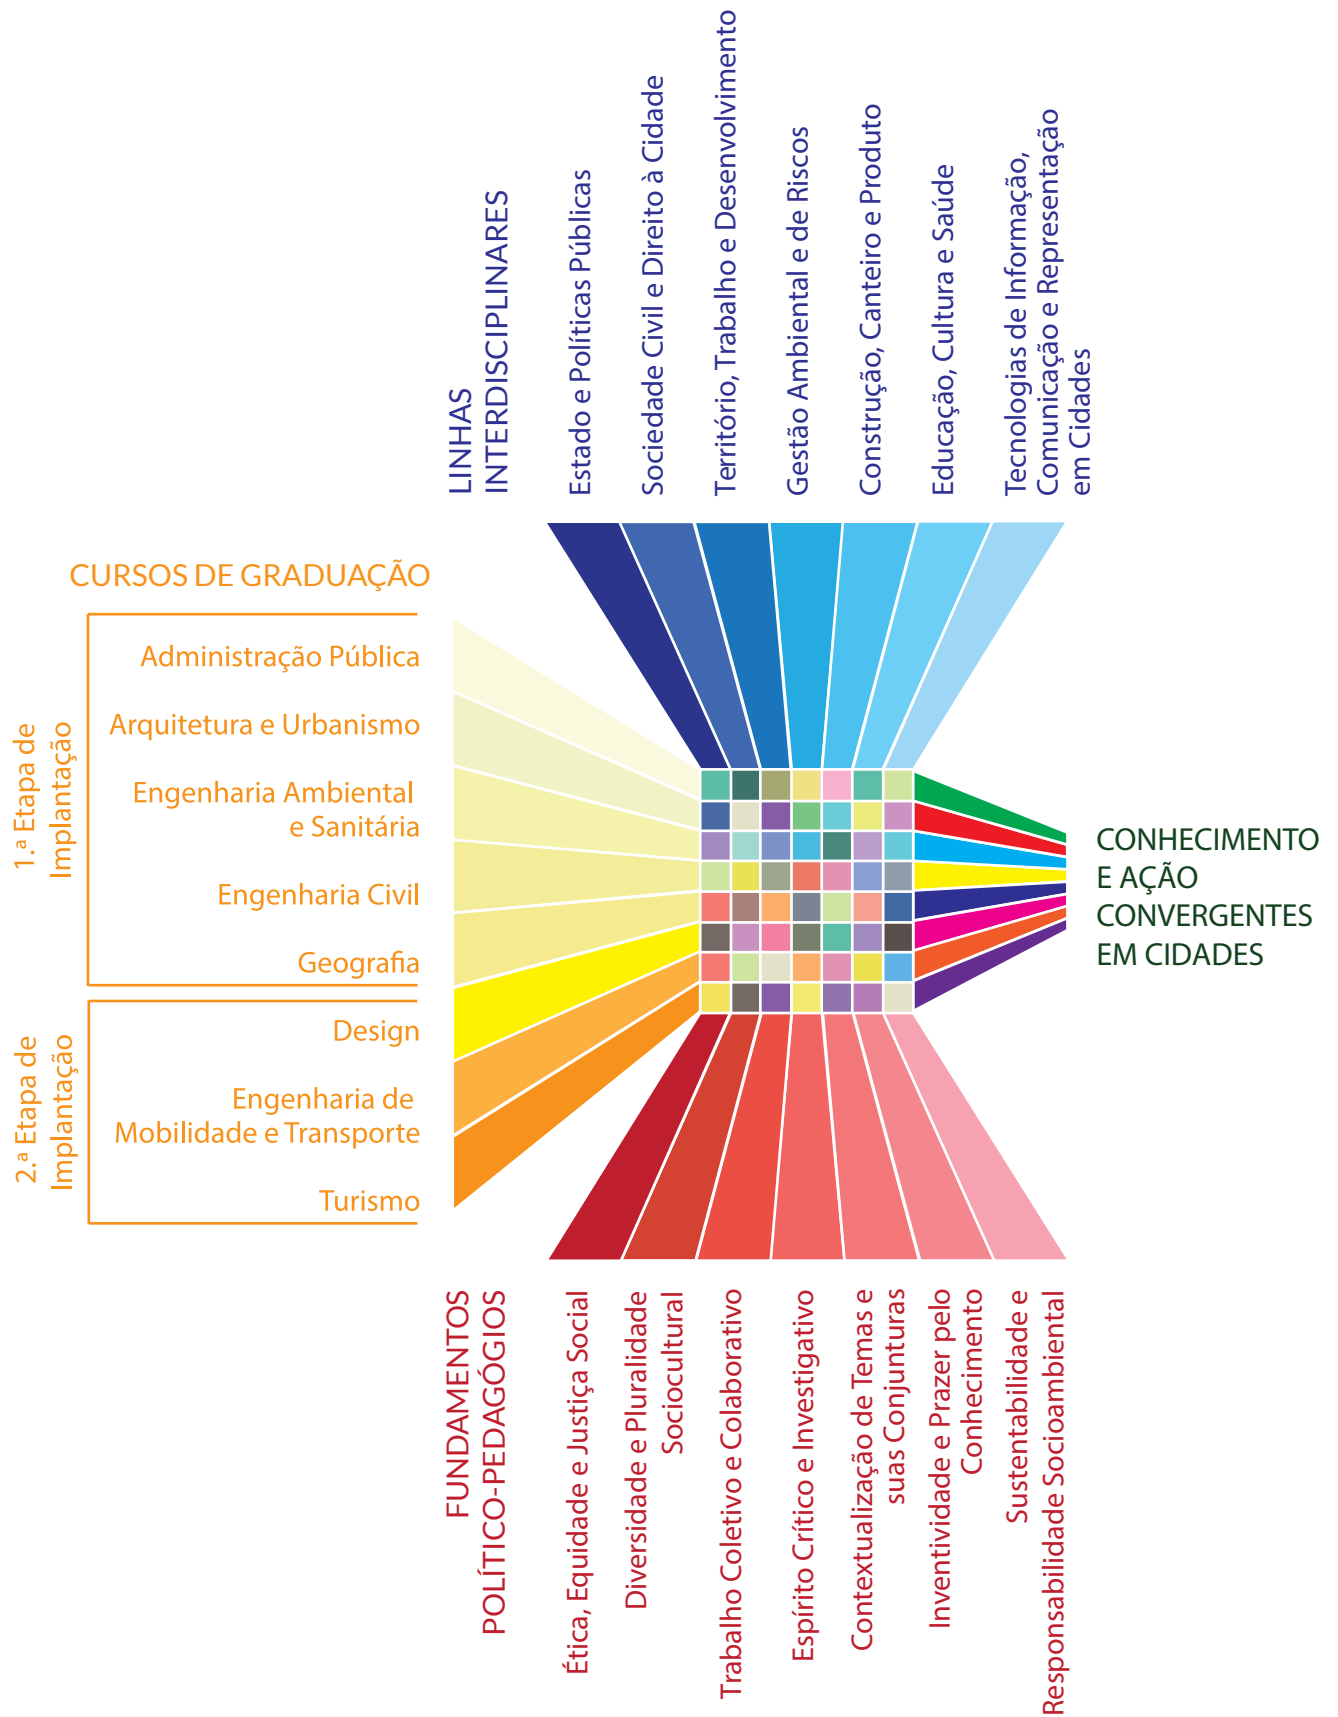 LINHAS
INTERDISCIPLINARES
Estado e Políticas Públicas
Sociedade Civil e Direito à Cidade
Território, Trabalho e Desenvolvimento
Gestão Ambiental e de Riscos
Construção, Canteiro e Produto
Educação, Cultura e Saúde
Tecnologias de Informação,
Comunicação e Representação
em Cidades
CURSOS DE GRADUAÇÃO
1.ª Etapa de
Implantação
Administração Pública
Arquitetura e Urbanismo
Engenharia Ambiental
e Sanitária
Engenharia Civil
Geografia
2.ª Etapa de
Implantação
Design
Engenharia de
Mobilidade e Transporte
Turismo
CONHECIMENTO
E AÇÃO
CONVERGENTES
EM CIDADES
FUNDAMENTOS
POLÍTICO-PEDAGÓGIOS
Ética, Equidade e Justiça Social
Diversidade e Pluralidade
Sociocultural
Trabalho Coletivo e Colaborativo
Espírito Crítico e Investigativo
Contextualização de Temas e
suas Conjunturas
Inventividade e Prazer pelo
Conhecimento
Sustentabilidade e
Responsabilidade Socioambiental